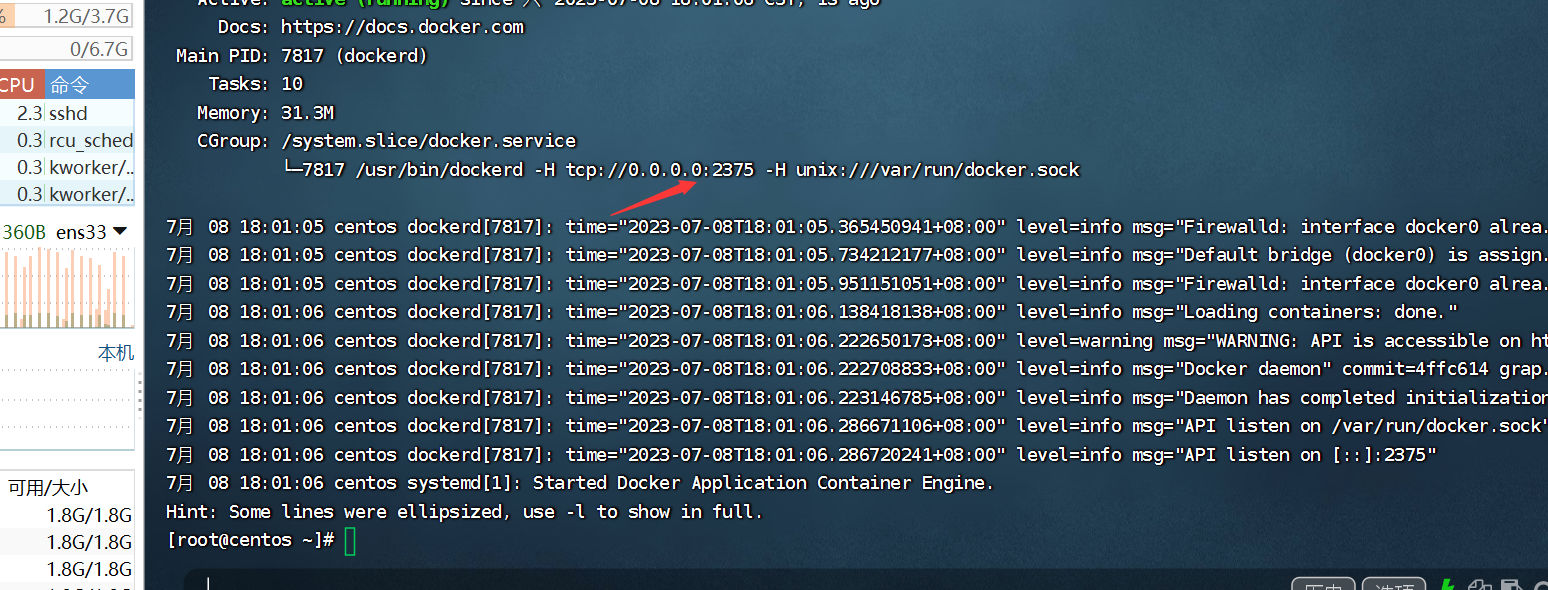 1.2G/3.7G
0/6.7G
CPU 命令
2.3 sshd
0.3 rcu_sched
0.3 kworker/..
0.3 kworker/..
360B ens33
本机
可用/大小
1.8G/1.8G
1.8G/1.8G
1.8G/1.8G
Active: active (running) since 六 2023-07-08 18:01:06 CST; 1s ago
Docs: https://docs.docker.com
Main PID: 7817 (dockerd)
Tasks: 10
Memory: 31.3M
CGroup: /system.slice/docker.service
└─7817 /usr/bin/dockerd -H tcp://0.0.0.0:2375 -H unix:///var/run/docker.sock
7月 08 18:01:05 centos dockerd[7817]: time="2023-07-08T18:01:05.365450941+08:00" level=info msg="Firewalld: interface docker0 alrea.
7月 08 18:01:05 centos dockerd[7817]: time="2023-07-08T18:01:05.734212177+08:00" level=info msg="Default bridge (docker0) is assign.
7月 08 18:01:05 centos dockerd[7817]: time="2023-07-08T18:01:05.951151051+08:00" level=info msg="Firewalld: interface docker0 alrea.
7月 08 18:01:06 centos dockerd[7817]: time="2023-07-08T18:01:06.138418138+08:00" level=info msg="Loading containers: done."
7月 08 18:01:06 centos dockerd[7817]: time="2023-07-08T18:01:06.222650173+08:00" level=warning msg="WARNING: API is accessible on ht
7月 08 18:01:06 centos dockerd[7817]: time="2023-07-08T18:01:06.222708833+08:00" level=info msg="Docker daemon" commit=4ffc614 grap.
7月 08 18:01:06 centos dockerd[7817]: time="2023-07-08T18:01:06.223146785+08:00" level=info msg="Daemon has completed initialization
7月 08 18:01:06 centos dockerd[7817]: time="2023-07-08T18:01:06.286671106+08:00" level=info msg="API listen on /var/run/docker.sock"
7月 08 18:01:06 centos dockerd[7817]: time="2023-07-08T18:01:06.286720241+08:00" level=info msg="API listen on [::]:2375"
7月 08 18:01:06 centos systemd[1]: Started Docker Application Container Engine.
Hint: Some lines were ellipsized, use -l to show in full.
[root@centos ~]#
历史 选项